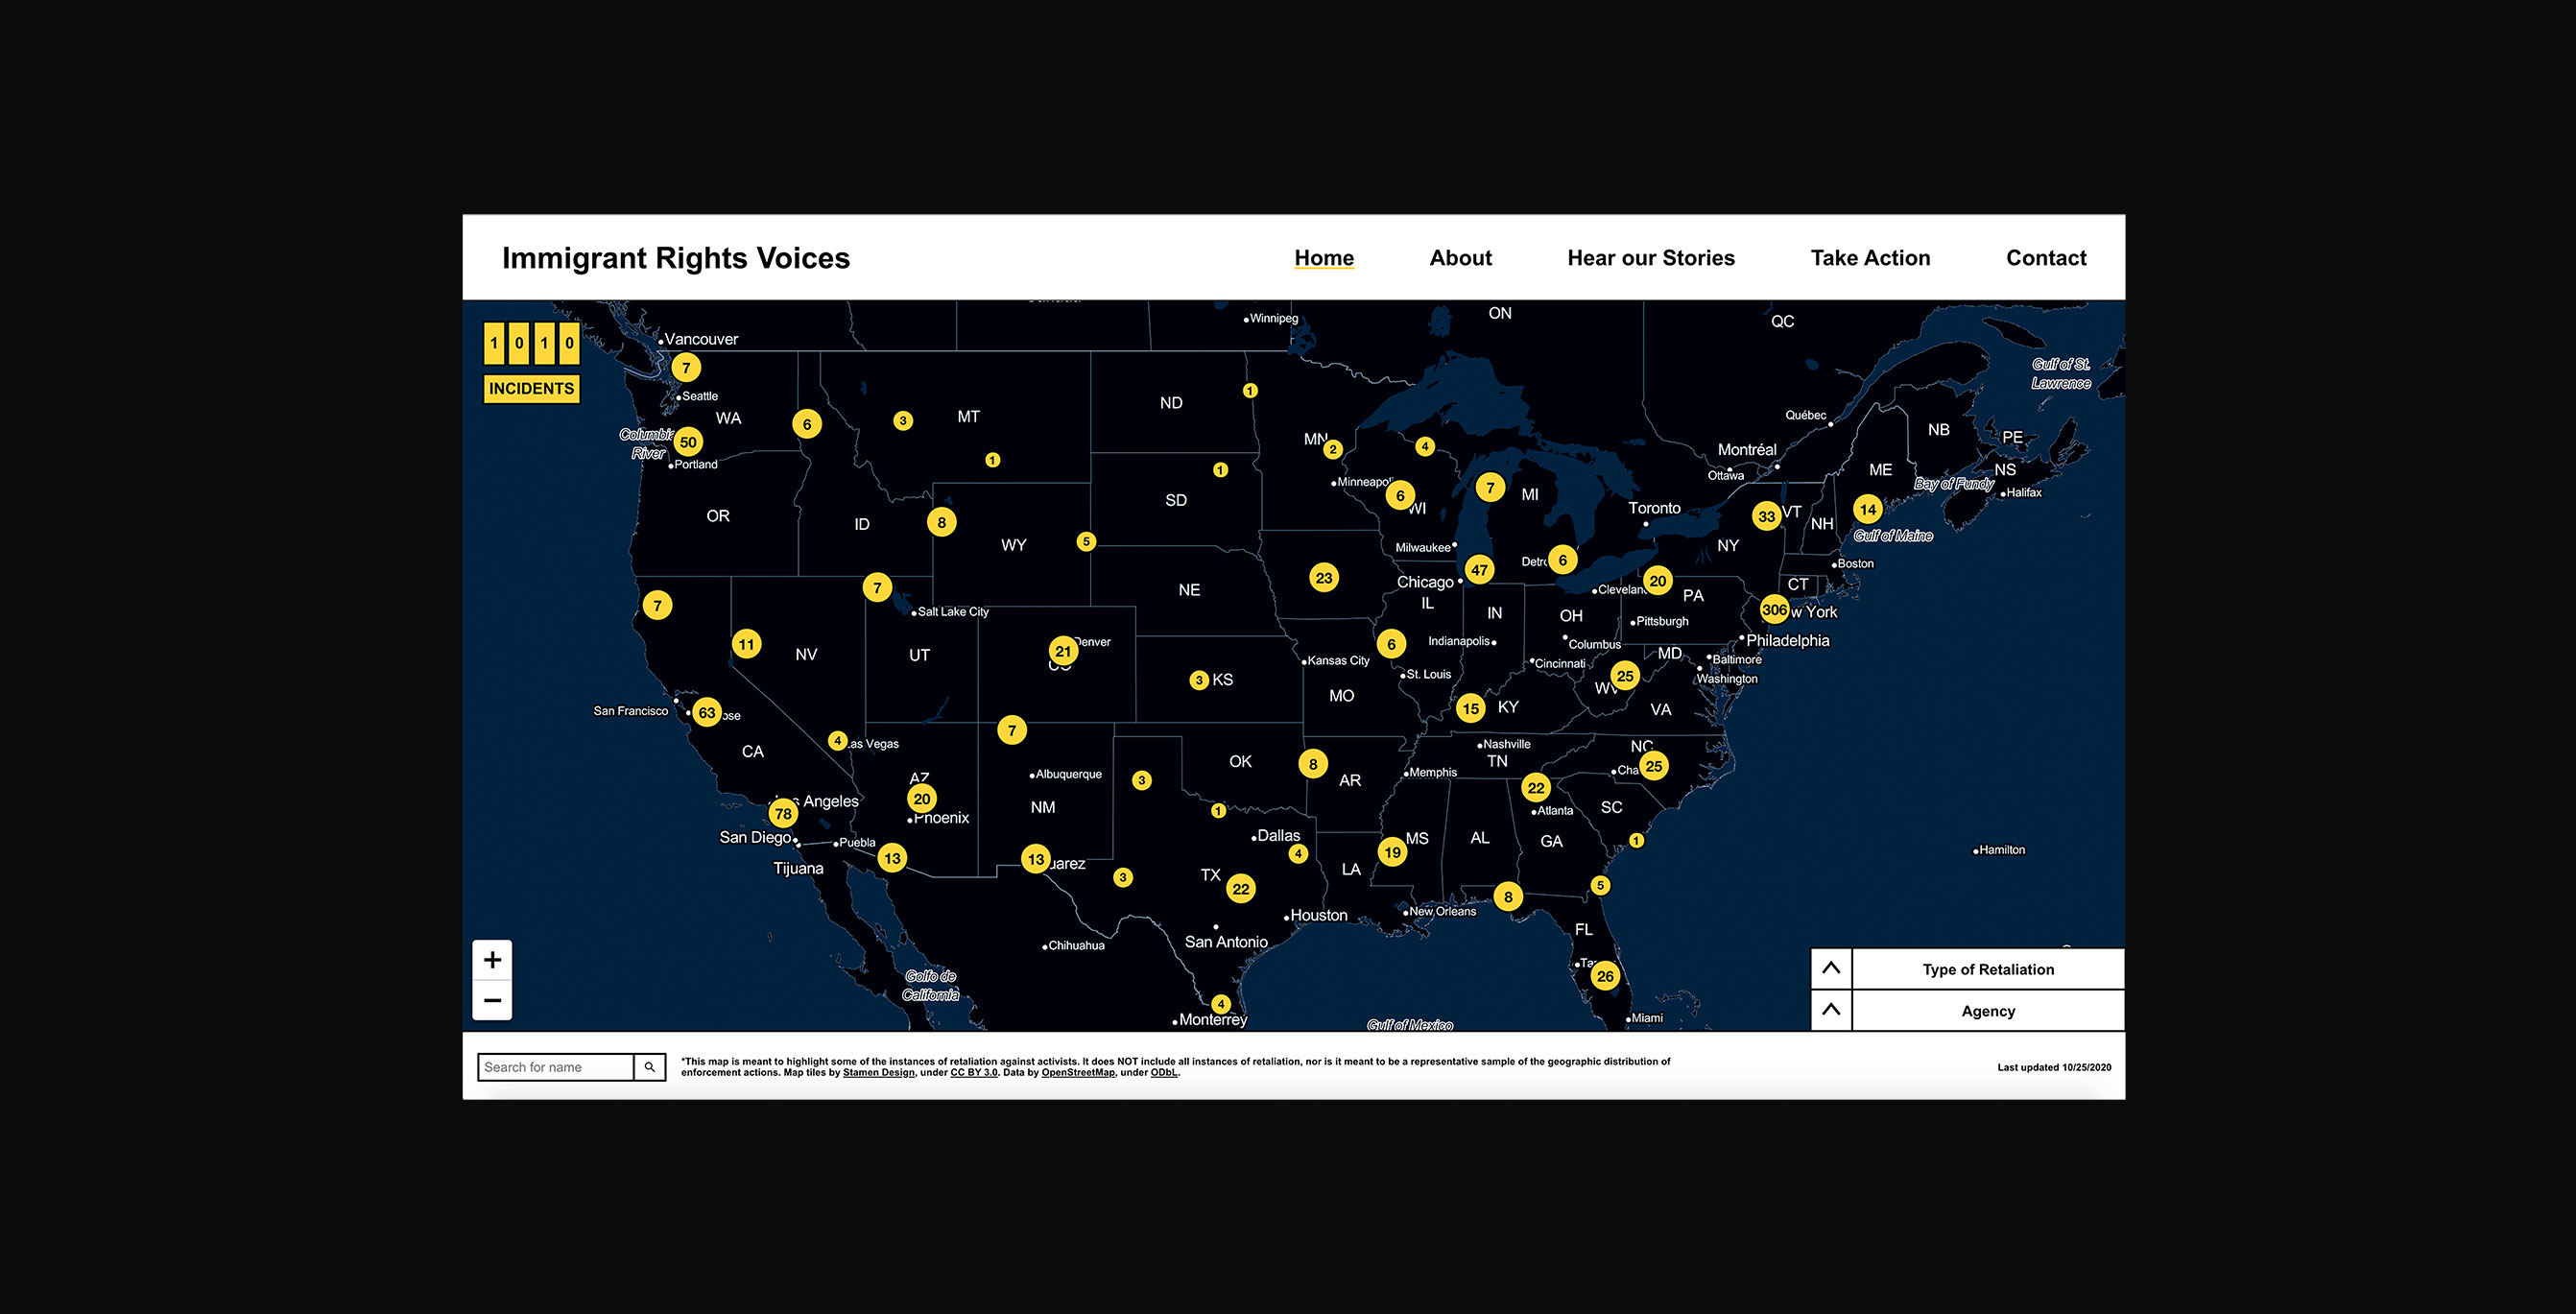 Immigrant Rights Voices
Home
About
Hear our Stories
Take Action
Contact
1 0 1 0
INCIDENTS
Winnipeg
ON
QC
Vancouver
7
Seattle
WA
Columbia
River
50
Portland
6
3
MT
1
ND
1
1
SD
MN
2
4
Minneapol
6
WI
7
MI
Québec
Montréal
Ottawa
Toronto
NB
PE
NS
ME
Bay of Fundy
Halifax
Gulf of St.
Lawrence
14
Gulf of Maine
33
VT
NH
NY
Boston
CT
OR
ID
8
WY
5
NE
23
Milwaukee
47
Chicago
IL
Detr
6
Cleveland
20
PA
306
w York
Philadelphia
7
7
Salt Lake City
11
NV
UT
21
Denver
3
KS
Kansas City
6
St. Louis
MO
IN
Indianapolis
OH
Columbus
Cincinnati
Pittsburgh
MD
Baltimore
Washington
25
WV
VA
15
KY
San Francisco
63
ose
CA
4
Las Vegas
7
Albuquerque
NM
AZ
20
Phoenix
3
OK
8
AR
Nashville
TN
Memphis
NC
Cha
25
22
Atlanta
SC
GA
1
78
Los Angeles
San Diego
Puebla
Tijuana
13
13
uarez
3
1
Dallas
4
TX
22
LA
19
MS
AL
8
5
Hamilton
Houston
New Orleans
San Antonio
Chihuahua
FL
Ta
26
Miami
Golfo de
California
4
Monterrey
Gulf of Mexico
+
−
Type of Retaliation
Agency
Search for name
*This map is meant to highlight some of the instances of retaliation against activists. It does NOT include all instances of retaliation, nor is it meant to be a representative sample of the geographic distribution of
enforcement actions. Map tiles by Stamen Design, under CC BY 3.0. Data by OpenStreetMap, under ODbL.
Last updated 10/25/2020